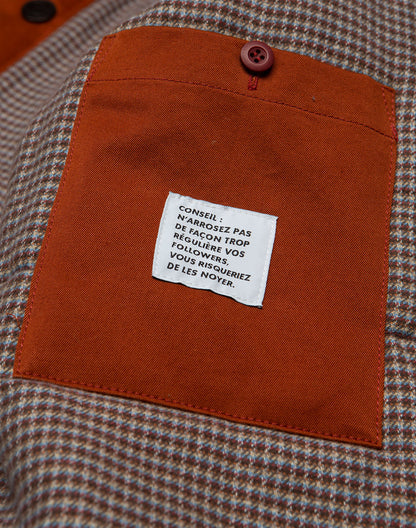 CONSEIL :
N'ARROSEZ PAS
DE FAÇON TROP
RÉGULIÈRE VOS
FOLLOWERS,
VOUS RISQUERIEZ
DE LES NOYER.